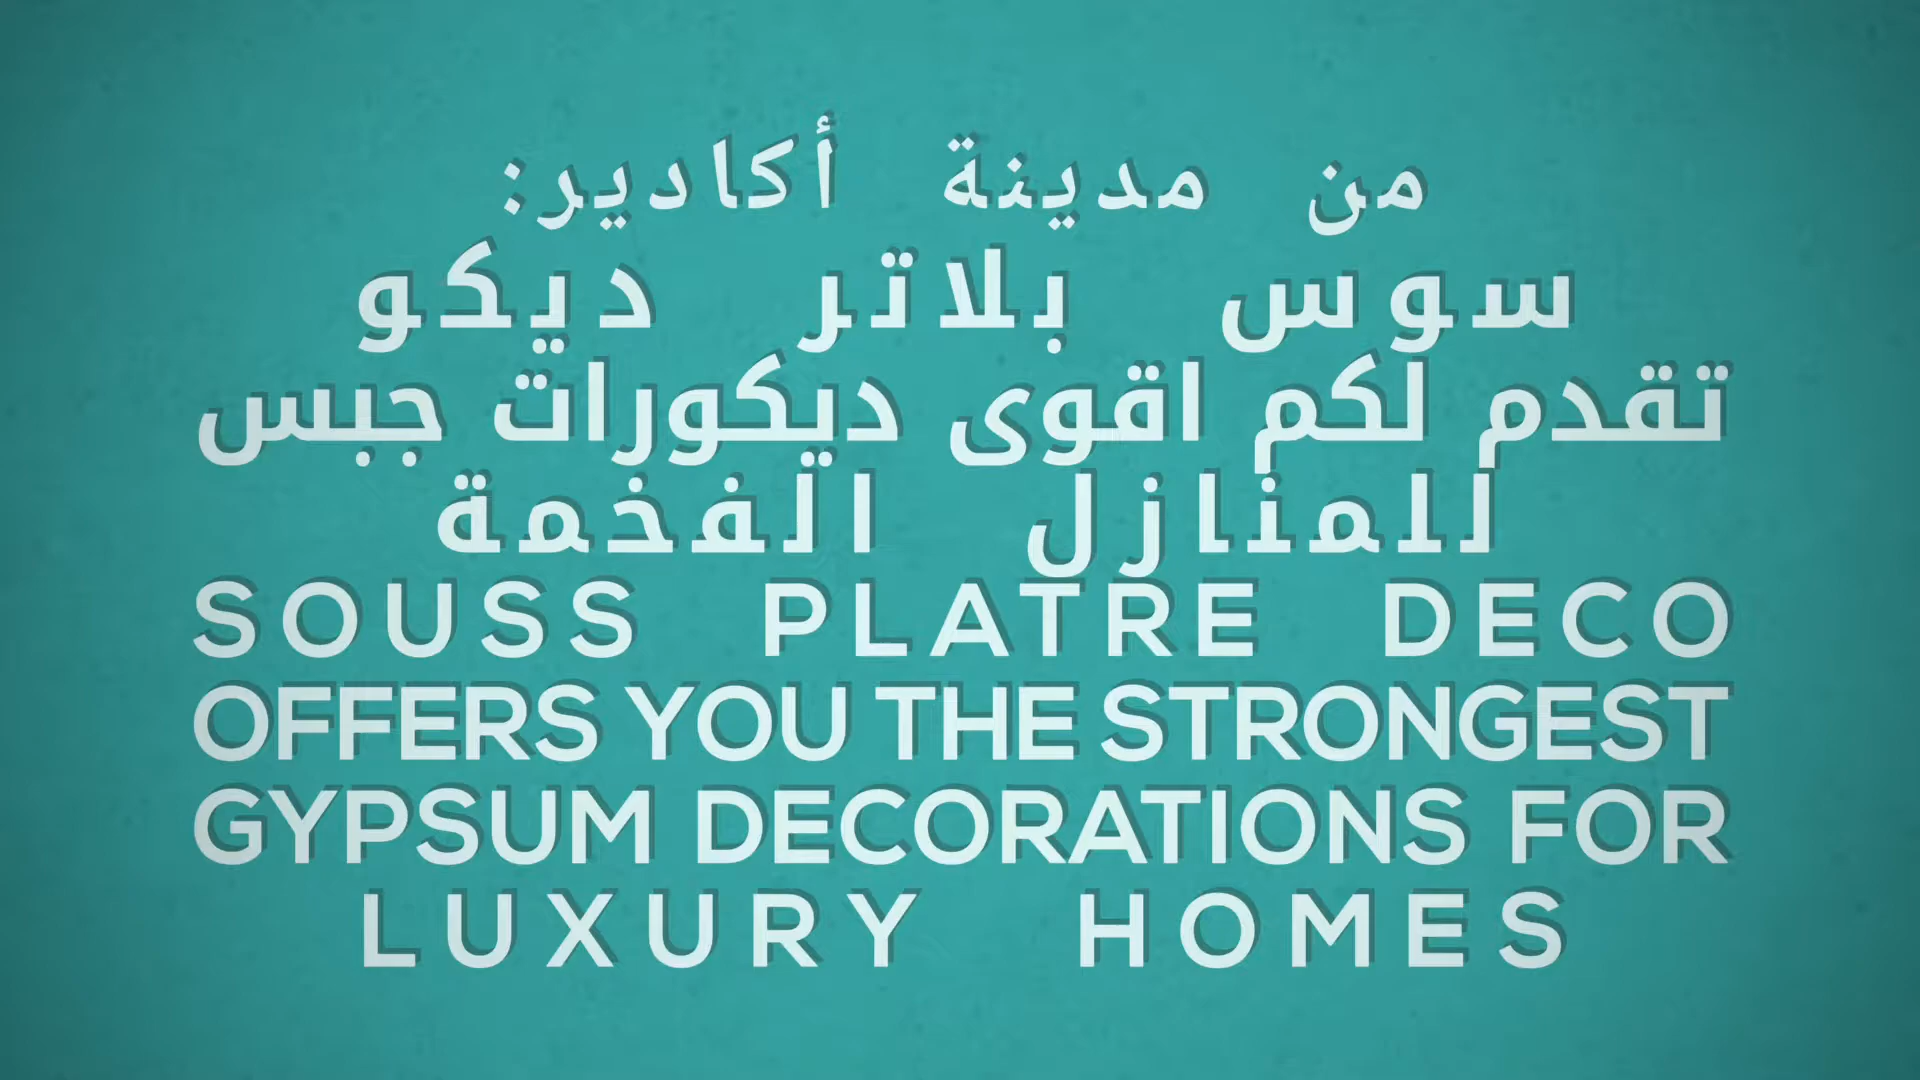 من مدينة أكادير:
سوس بلاتر ديكو
تقدم لكم اقوى ديكورات جبس
للمنازل الفخمة
SOUSS PLATRE DECO
OFFERS YOU THE STRONGEST
GYPSUM DECORATIONS FOR
LUXURY HOMES